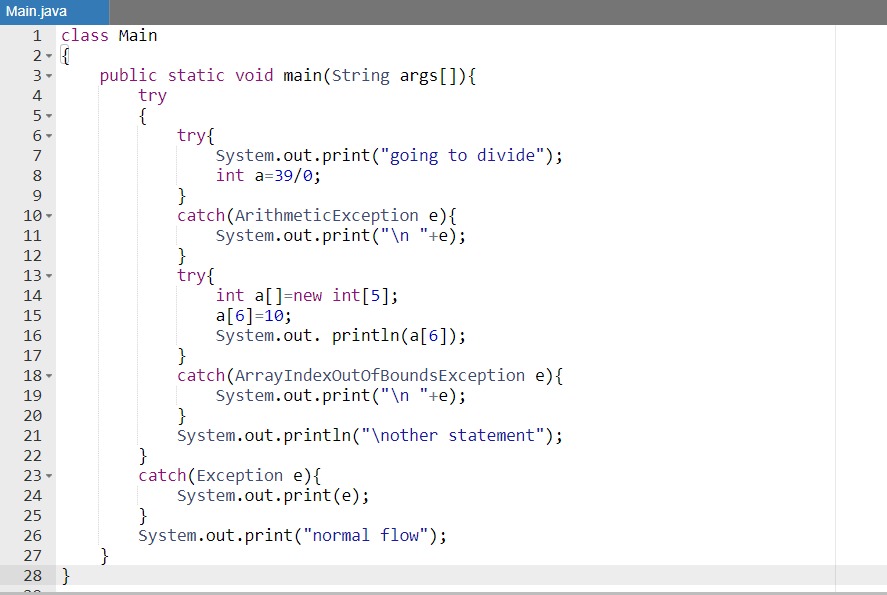 Main.java
1 class Main
2 {
3 public static void main(String args[]){
4 try
5 {
6 try{
7 System.out.print("going to divide");
8 int a=39/0;
9 }
10 catch(ArithmeticException e){
11 System.out.print("\n "+e);
12 }
13 try{
14 int a[]=new int[5];
15 a[6]=10;
16 System.out. println(a[6]);
17 }
18 catch(ArrayIndexOutOfBoundsException e){
19 System.out.print("\n "+e);
20 }
21 System.out.println("\nother statement");
22 }
23 catch(Exception e){
24 System.out.print(e);
25 }
26 System.out.print("normal flow");
27 }
28 }